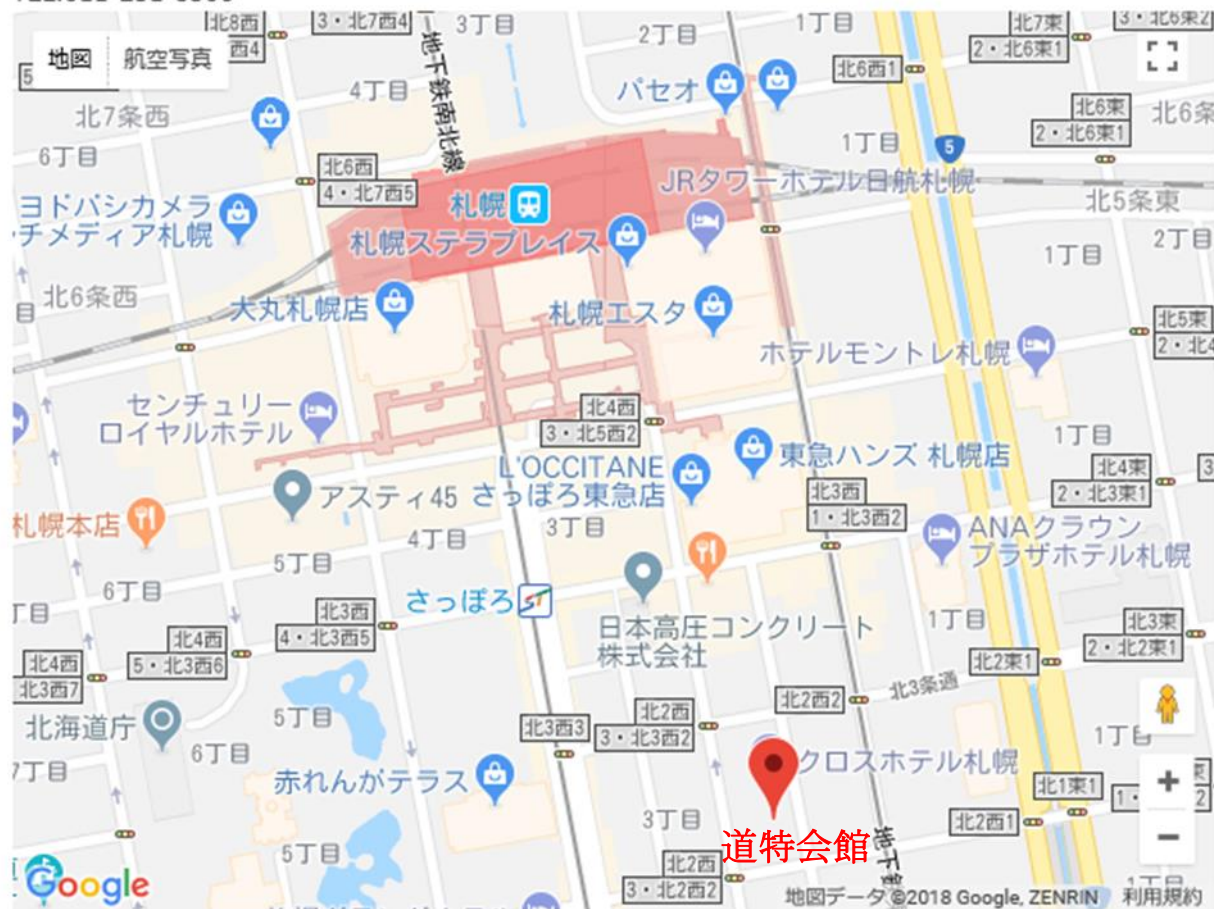 北8西
3・北7西4
3丁目
2丁目
1丁目
北7東
2・北6東1
3・北6東2
地図
航空写真
西4
地下鉄南北線
北6西1
パセオ
4丁目
北7条西
6丁目
北6東
2・北6東1
北6条
1丁目
5
北6西
4・北7西5
JRタワーホテル日航札幌
札幌
北5条東
ヨドバシカメラ
チメディア札幌
札幌ステラプレイス
2丁目
1丁目
北6条西
目
大丸札幌店
札幌エスタ
北5東
2・北4
ホテルモントレ札幌
センチュリー
ロイヤルホテル
北4西
3・北5西2
1丁目
東急ハンズ 札幌店
L'OCCITANE
さっぽろ東急店
北4東
2・北3東1
3
アスティ45
北3西
1・北3西2
札幌本店
3丁目
4丁目
ANAクラウン
プラザホテル札幌
5丁目
6丁目
さっぽろ
丁目
北3西
4・北3西5
日本高圧コンクリート
株式会社
1丁目
北3東
2・北2東1
北4西
5・北3西6
北4西
北3西7
北2東1
北3条通
北2西2
5丁目
北海道庁
6丁目
北3西3
北2西
3・北3西2
1丁目
7丁目
赤れんがテラス
クロスホテル札幌
北1東1
+
1・
2
3丁目
北2西1
道特会館
−
5丁目
北2西
3・北2西2
地下鉄
Google
地図データ ©2018 Google, ZENRIN
利用規約
1丁目